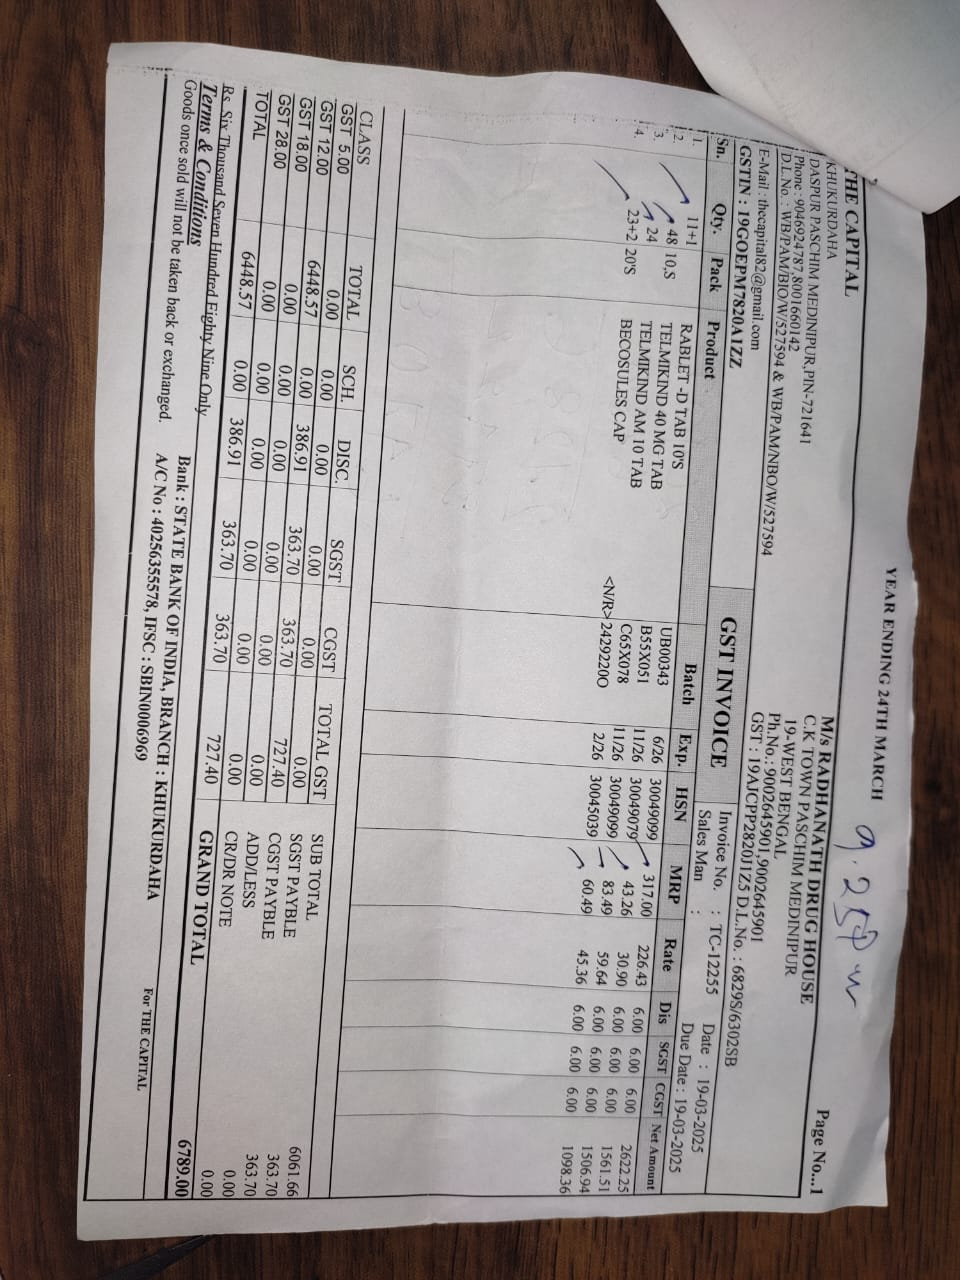 YEAR ENDING 24TH MARCH
Page No...1
THE CAPITAL
KHUKURDAHA
DASPUR PASCHIM MEDINIPUR,PIN-721641
Phone : 9046924787,8001660142
D.L.No. : WB/PAM/BIO/W/527594 & WB/PAM/NBO/W/527594
E-Mail : thecapital82@gmail.com
GSTIN : 19GOEPM7820A1ZZ
M/s RADHANATH DRUG HOUSE
C.K TOWN PASCHIM MEDINIPUR
19-WEST BENGAL
Ph.No.: 9002645901,9002645901
GST : 19AJCPP2820J1Z5 D.L.No. : 6829S/6302SB
GST INVOICE
Invoice No. : TC-12255 Date : 19-03-2025
Sales Man : Due Date : 19-03-2025
Sn. Qty. Pack Product Batch Exp. HSN MRP Rate Dis SGST CGST Net Amount
1. 11+1 RABLET -D TAB 10'S UB00343 6/26 30049099 317.00 226.43 6.00 6.00 6.00 2622.25
2. 48 10,S TELMIKIND 40 MG TAB B55X051 11/26 30049079 43.26 30.90 6.00 6.00 6.00 1561.51
3. 24 TELMIKIND AM 10 TAB C65X078 11/26 30049099 83.49 59.64 6.00 6.00 6.00 1506.94
4. 23+2 20'S BECOSULES CAP <N/R> 2429220O 2/26 30045039 60.49 45.36 6.00 6.00 6.00 1098.36
CLASS TOTAL SCH. DISC. SGST CGST TOTAL GST
GST 5.00 0.00 0.00 0.00 0.00 0.00 0.00
GST 12.00 6448.57 0.00 386.91 363.70 363.70 727.40
GST 18.00 0.00 0.00 0.00 0.00 0.00 0.00
GST 28.00 0.00 0.00 0.00 0.00 0.00 0.00
TOTAL 6448.57 0.00 386.91 363.70 363.70 727.40
SUB TOTAL 6061.66
SGST PAYBLE 363.70
CGST PAYBLE 363.70
ADD/LESS 0.00
CR/DR NOTE 0.00
GRAND TOTAL 6789.00
Rs. Six Thousand Seven Hundred Eighty Nine Only
Terms & Conditions
Goods once sold will not be taken back or exchanged.
Bank : STATE BANK OF INDIA, BRANCH : KHUKURDAHA
A/C No : 40256355578, IFSC : SBIN0006969
For THE CAPITAL